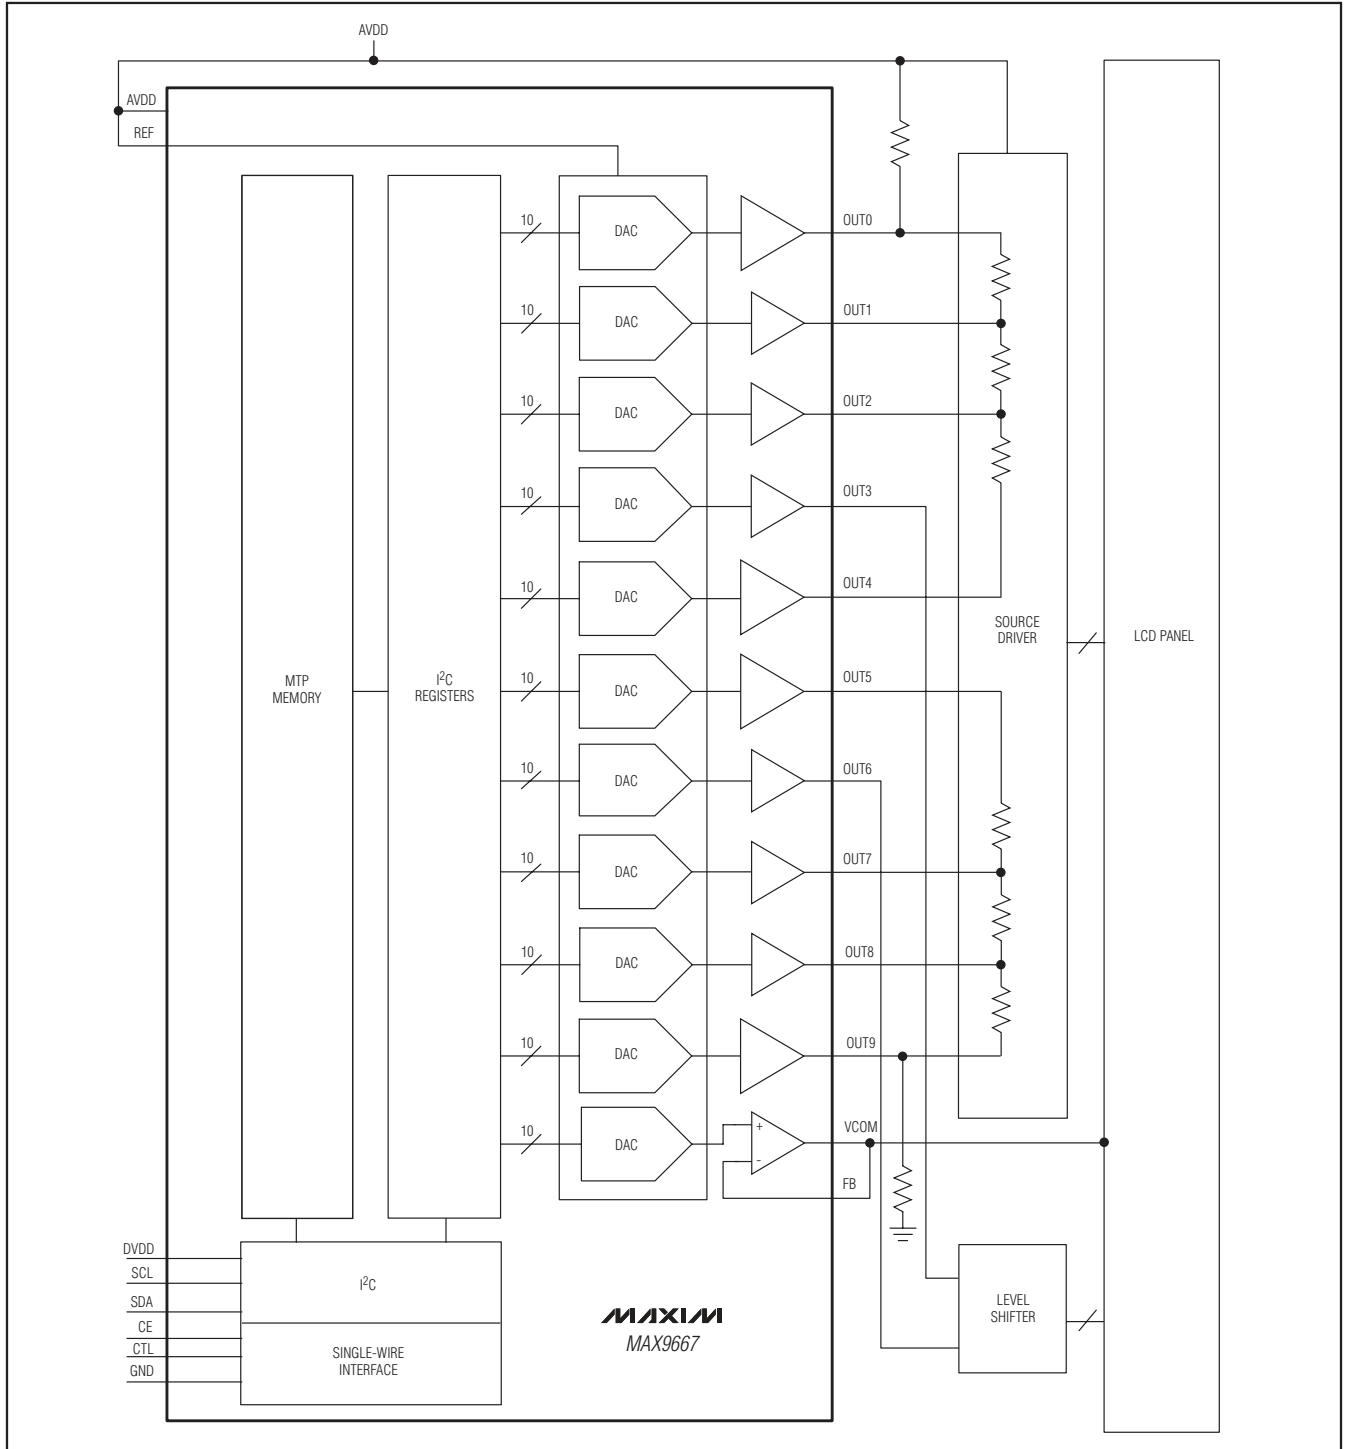 AVDD
AVDD
REF
10
DAC
OUT0
10
DAC
OUT1
10
DAC
OUT2
10
DAC
OUT3
10
DAC
OUT4
SOURCE
DRIVER
LCD PANEL
MTP
MEMORY
I²C
REGISTERS
10
DAC
OUT5
10
DAC
OUT6
10
DAC
OUT7
10
DAC
OUT8
10
DAC
OUT9
10
DAC
+
-
VCOM
FB
DVDD
SCL
SDA
CE
CTL
GND
I²C
SINGLE-WIRE
INTERFACE
MAXIM
MAX9667
LEVEL
SHIFTER